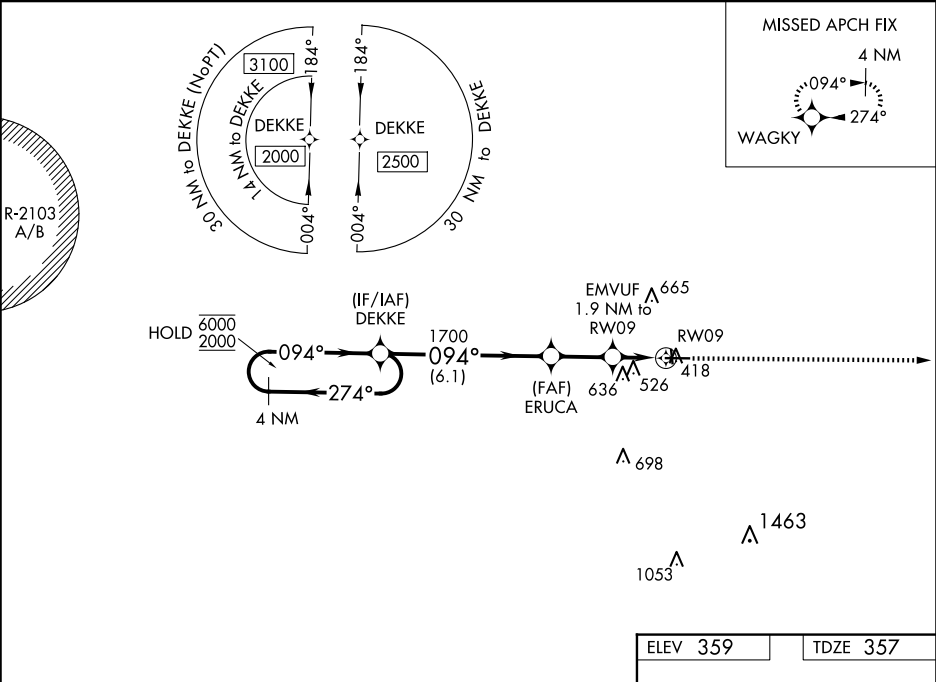 MISSED APCH FIX
4 NM
094°
274°
WAGKY
30 NM to DEKKE (NoPT)
3100
14 NM to DEKKE
184°
DEKKE
2000
004°
184°
DEKKE
2500
004°
30 NM to DEKKE
R-2103
A/B
HOLD 6000
2000
094°
274°
4 NM
(IF/IAF)
DEKKE
1700
094°
(6.1)
(FAF)
ERUCA
EMVUF
1.9 NM to
RW09
665
RW09
418
636
526
698
1463
1053
ELEV 359
TDZE 357